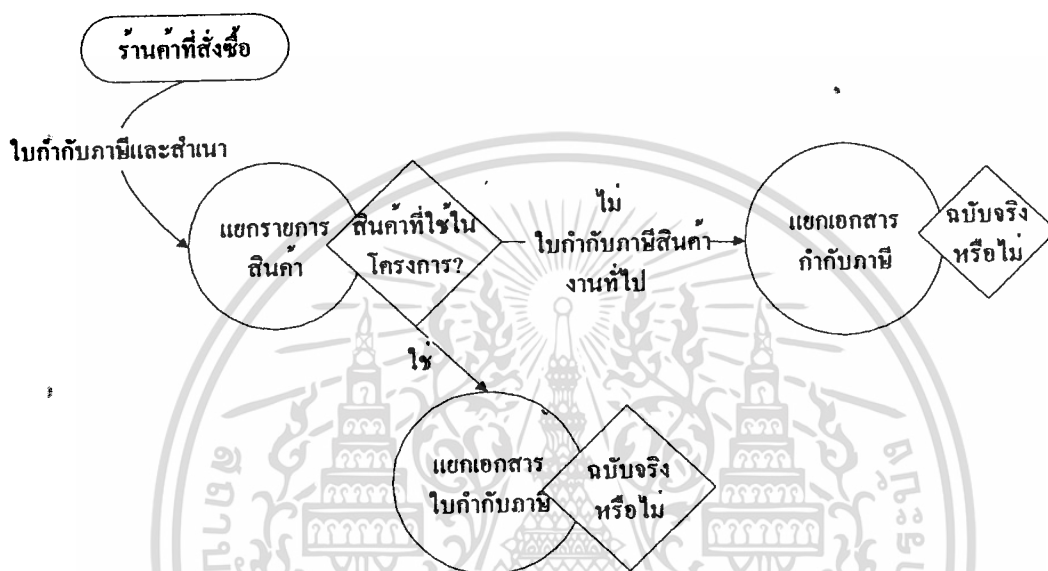 ร้านค้าที่สั่งซื้อ
ใบกำกับภาษีและสำเนา
แยกรายการ
สินค้า
สินค้าที่ใช้ใน
โครงการ?
ไม่
ใบกำกับภาษีสินค้า
งานทั่วไป
แยกเอกสาร
กำกับภาษี
ฉบับจริง
หรือไม่
ใช่
แยกเอกสาร
ใบกำกับภาษี
ฉบับจริง
หรือไม่